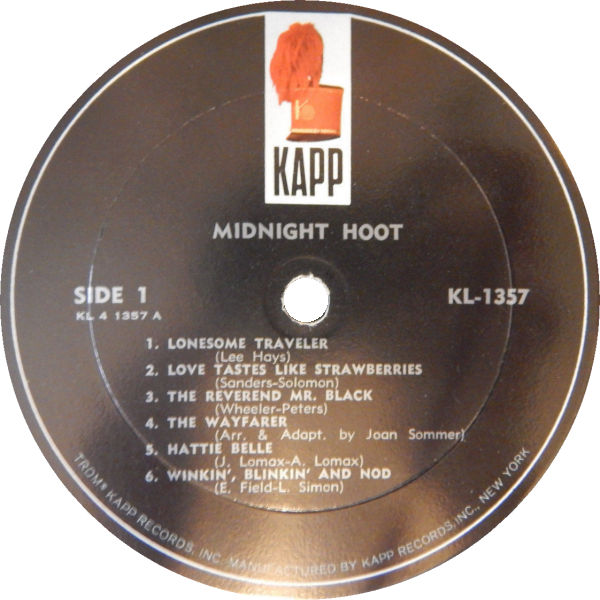 KAPP
MIDNIGHT HOOT
SIDE 1
KL-1357
KL 4 1357 A
1. LONESOME TRAVELER
(Lee Hays)
2. LOVE TASTES LIKE STRAWBERRIES
(Sanders-Solomon)
3. THE REVEREND MR. BLACK
(Wheeler-Peters)
4. THE WAYFARER
(Arr. & Adapt. by Joan Sommer)
5. HATTIE BELLE
(J. Lomax-A. Lomax)
6. WINKIN', BLINKIN' AND NOD
(E. Field-L. Simon)
TRDMK KAPP RECORDS, INC. MANUFACTURED BY KAPP RECORDS, INC., NEW YORK